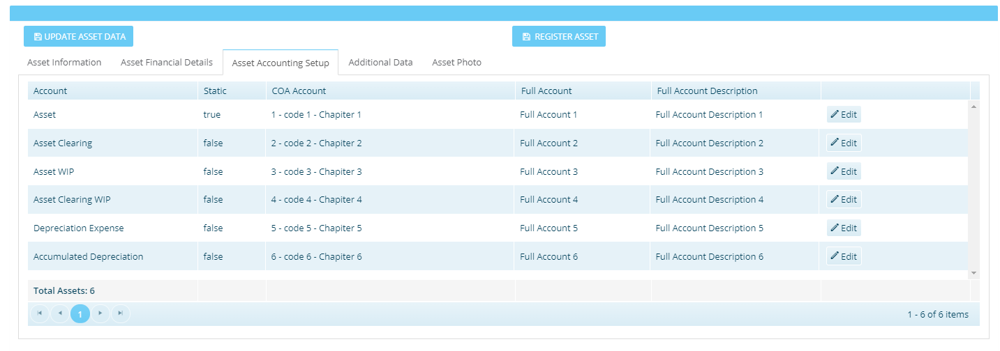 UPDATE ASSET DATA REGISTER ASSET
Asset Information Asset Financial Details Asset Accounting Setup Additional Data Asset Photo
Account Static COA Account Full Account Full Account Description
Asset true 1 - code 1 - Chapiter 1 Full Account 1 Full Account Description 1 Edit
Asset Clearing false 2 - code 2 - Chapiter 2 Full Account 2 Full Account Description 2 Edit
Asset WIP false 3 - code 3 - Chapiter 3 Full Account 3 Full Account Description 3 Edit
Asset Clearing WIP false 4 - code 4 - Chapiter 4 Full Account 4 Full Account Description 4 Edit
Depreciation Expense false 5 - code 5 - Chapiter 5 Full Account 5 Full Account Description 5 Edit
Accumulated Depreciation false 6 - code 6 - Chapiter 6 Full Account 6 Full Account Description 6 Edit
Total Assets: 6
1 1 - 6 of 6 items